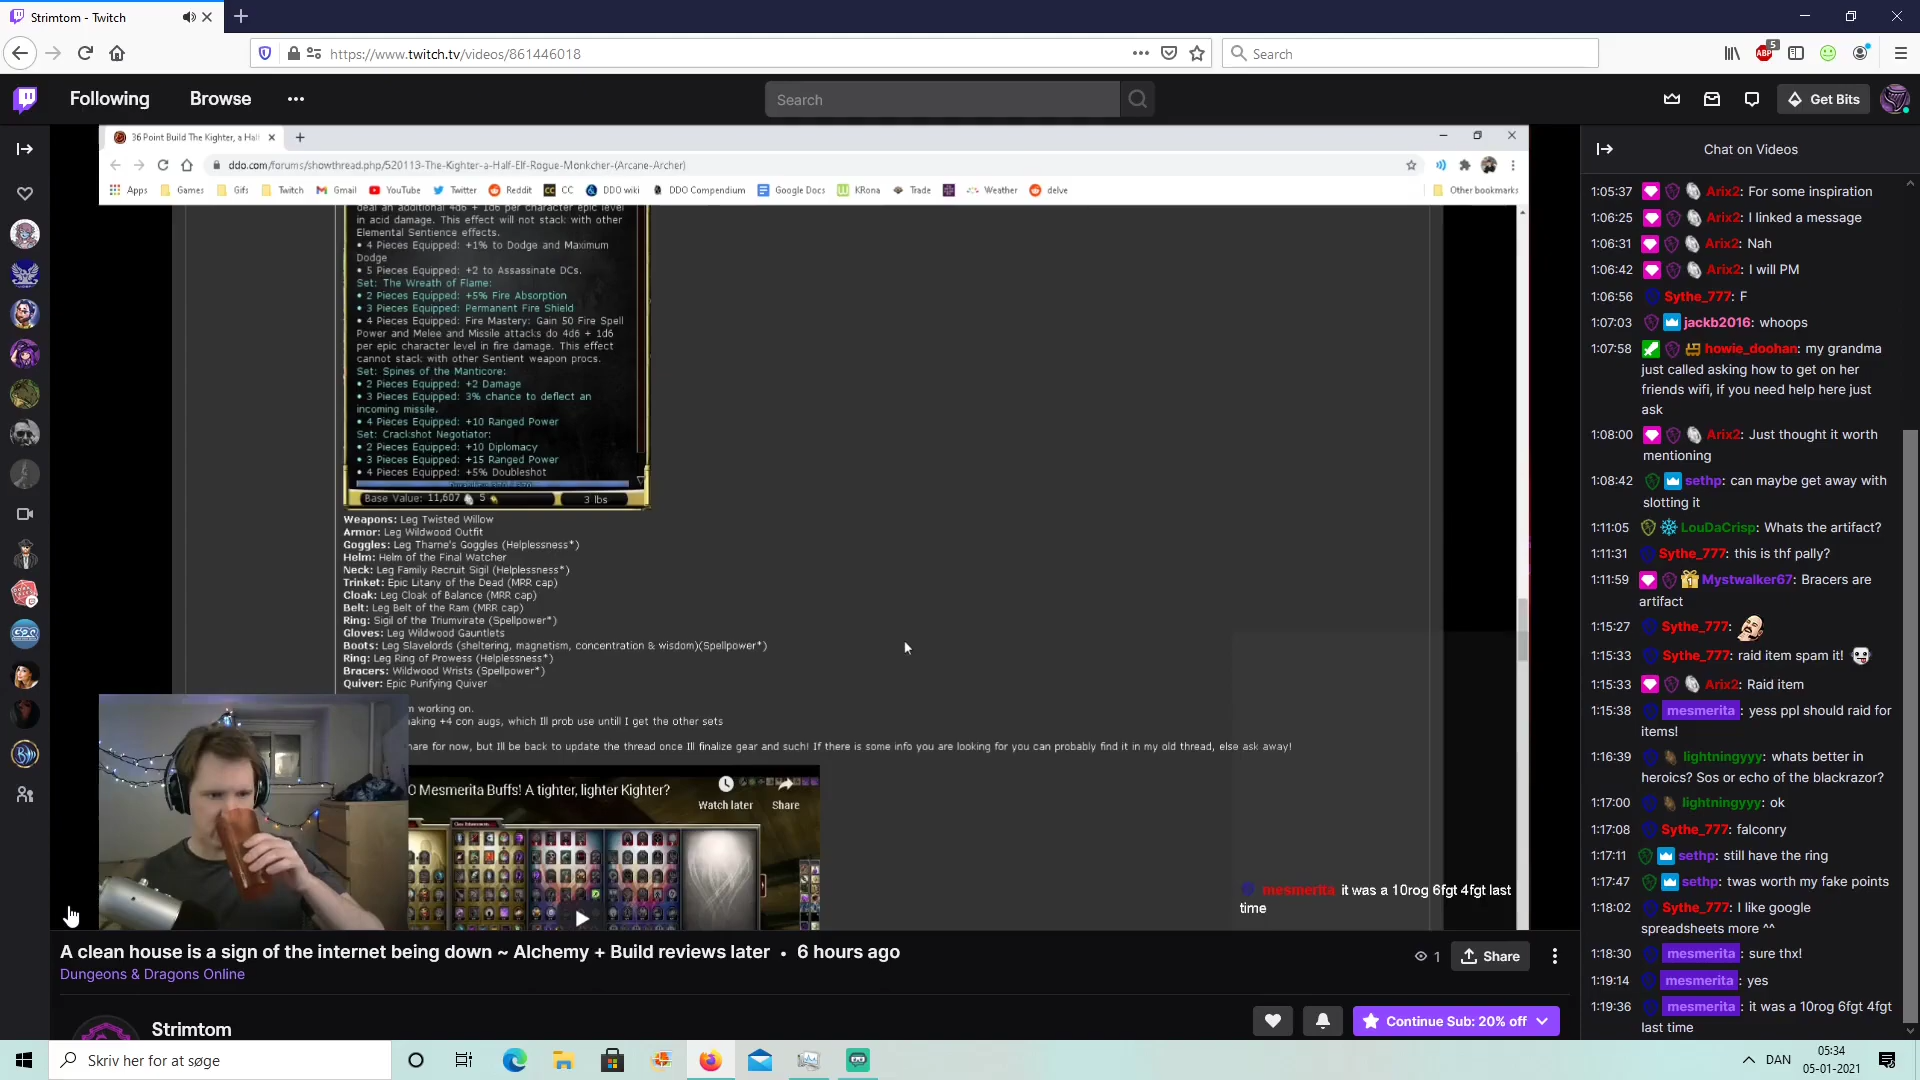 Strimtom - Twitch
https://www.twitch.tv/videos/861446018
Search
ABP
5
Following
Browse
Search
Get Bits
36 Point Build The Kighter, a Hal
ddo.com/forums/showthread.php/520113-The-Kighter-a-Half-Elf-Rogue-Monkcher-(Arcane-Archer)
Apps Games Gifs Twitch Gmail YouTube Twitter Reddit CC DDO wiki DDO Compendium Google Docs KRona Trade Weather delve Other bookmarks
deal an additional 4d6 + 1d6 per character epic level
in acid damage. This effect will not stack with other
Elemental Sentience effects.
• 4 Pieces Equipped: +1% to Dodge and Maximum
Dodge
• 5 Pieces Equipped: +2 to Assassinate DCs.
Set: The Wreath of Flame:
• 2 Pieces Equipped: +5% Fire Absorption
• 3 Pieces Equipped: Permanent Fire Shield
• 4 Pieces Equipped: Fire Mastery: Gain 50 Fire Spell
Power and Melee and Missile attacks do 4d6 + 1d6
per epic character level in fire damage. This effect
cannot stack with other Sentient weapon procs.
Set: Spines of the Manticore:
• 2 Pieces Equipped: +2 Damage
• 3 Pieces Equipped: 3% chance to deflect an
incoming missile.
• 4 Pieces Equipped: +10 Ranged Power
Set: Crackshot Negotiator:
• 2 Pieces Equipped: +10 Diplomacy
• 3 Pieces Equipped: +15 Ranged Power
• 4 Pieces Equipped: +5% Doubleshot
Base Value: 11,607 5 3 lbs
Weapons: Leg Twisted Willow
Armor: Leg Wildwood Outfit
Goggles: Leg Tharne's Goggles (Helplessness*)
Helm: Helm of the Final Watcher
Neck: Leg Family Recruit Sigil (Helplessness*)
Trinket: Epic Litany of the Dead (MRR cap)
Cloak: Leg Cloak of Balance (MRR cap)
Belt: Leg Belt of the Ram (MRR cap)
Ring: Sigil of the Triumvirate (Spellpower*)
Gloves: Leg Wildwood Gauntlets
Boots: Leg Slavelords (sheltering, magnetism, concentration & wisdom)(Spellpower*)
Ring: Leg Ring of Prowess (Helplessness*)
Bracers: Wildwood Wrists (Spellpower*)
Quiver: Epic Purifying Quiver
m working on.
aking +4 con augs, which Ill prob use untill I get the other sets
hare for now, but Ill be back to update the thread once Ill finalize gear and such! If there is some info you are looking for you can probably find it in my old thread, else ask away!
O Mesmerita Buffs! A tighter, lighter Kighter?
Watch later
Share
mesmerita it was a 10rog 6fgt 4fgt last
time
A clean house is a sign of the internet being down ~ Alchemy + Build reviews later • 6 hours ago
Dungeons & Dragons Online
1
Share
Strimtom
Continue Sub: 20% off
Chat on Videos
1:05:37 Arix2: For some inspiration
1:06:25 Arix2: I linked a message
1:06:31 Arix2: Nah
1:06:42 Arix2: I will PM
1:06:56 Sythe_777: F
1:07:03 jackb2016: whoops
1:07:58 howie_doohan: my grandma
just called asking how to get on her
friends wifi, if you need help here just
ask
1:08:00 Arix2: Just thought it worth
mentioning
1:08:42 sethp: can maybe get away with
slotting it
1:11:05 LouDaCrisp: Whats the artifact?
1:11:31 Sythe_777: this is thf pally?
1:11:59 Mystwalker67: Bracers are
artifact
1:15:27 Sythe_777:
1:15:33 Sythe_777: raid item spam it!
1:15:33 Arix2: Raid item
1:15:38 mesmerita: yess ppl should raid for
items!
1:16:39 lightningyyy: whats better in
heroics? Sos or echo of the blackrazor?
1:17:00 lightningyyy: ok
1:17:08 Sythe_777: falconry
1:17:11 sethp: still have the ring
1:17:47 sethp: twas worth my fake points
1:18:02 Sythe_777: I like google
spreadsheets more ^^
1:18:30 mesmerita: sure thx!
1:19:14 mesmerita: yes
1:19:36 mesmerita: it was a 10rog 6fgt 4fgt
last time
Skriv her for at søge
DAN
05:34
05-01-2021